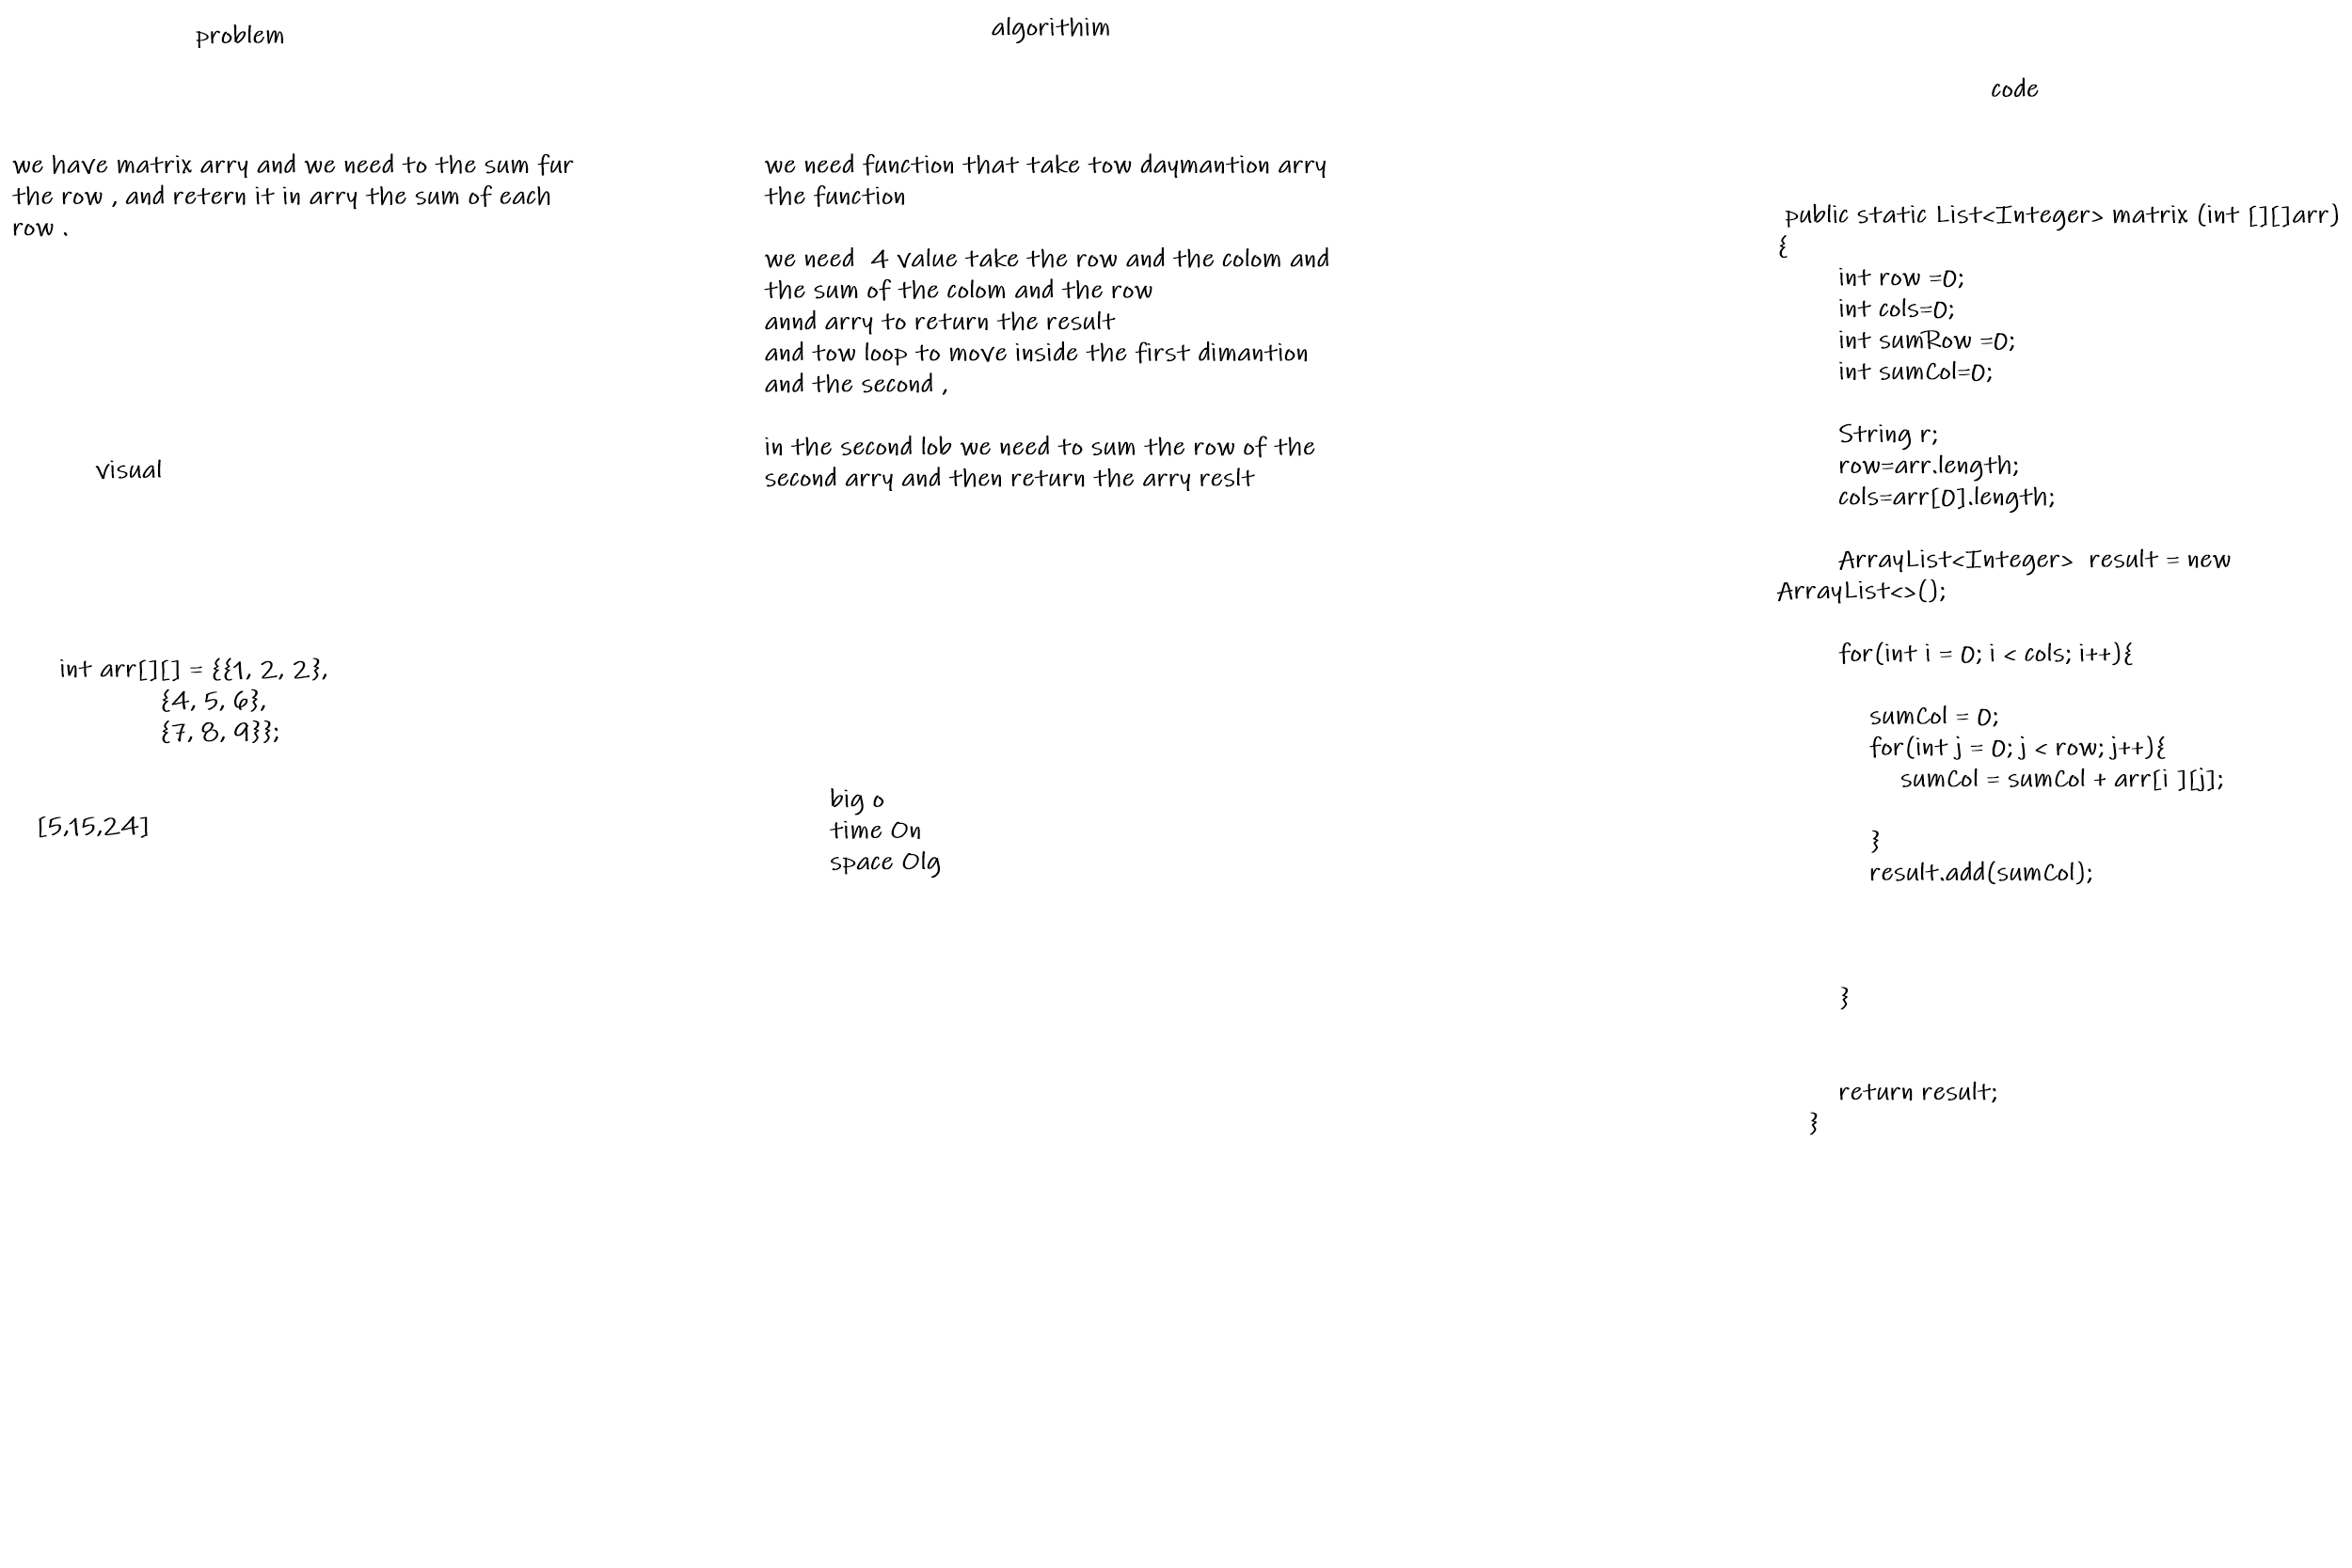 problem
we have matrix arry and we need to the sum fur
the row , and retern it in arry the sum of each
row .
visual
int arr[][] = {{1, 2, 2},
{4, 5, 6},
{7, 8, 9}};
[5,15,24]
algorithim
we need function that take tow daymantion arry
the function
we need  4 value take the row and the colom and
the sum of the colom and the row
annd arry to return the result
and tow loop to move inside the first dimantion
and the second ,
in the second lob we need to sum the row of the
second arry and then return the arry reslt
big o
time On
space Olg
code
public static List<Integer> matrix (int [][]arr)
{
int row =0;
int cols=0;
int sumRow =0;
int sumCol=0;
String r;
row=arr.length;
cols=arr[0].length;
ArrayList<Integer>  result = new
ArrayList<>();
for(int i = 0; i < cols; i++){
sumCol = 0;
for(int j = 0; j < row; j++){
sumCol = sumCol + arr[i ][j];
}
result.add(sumCol);
}
return result;
}